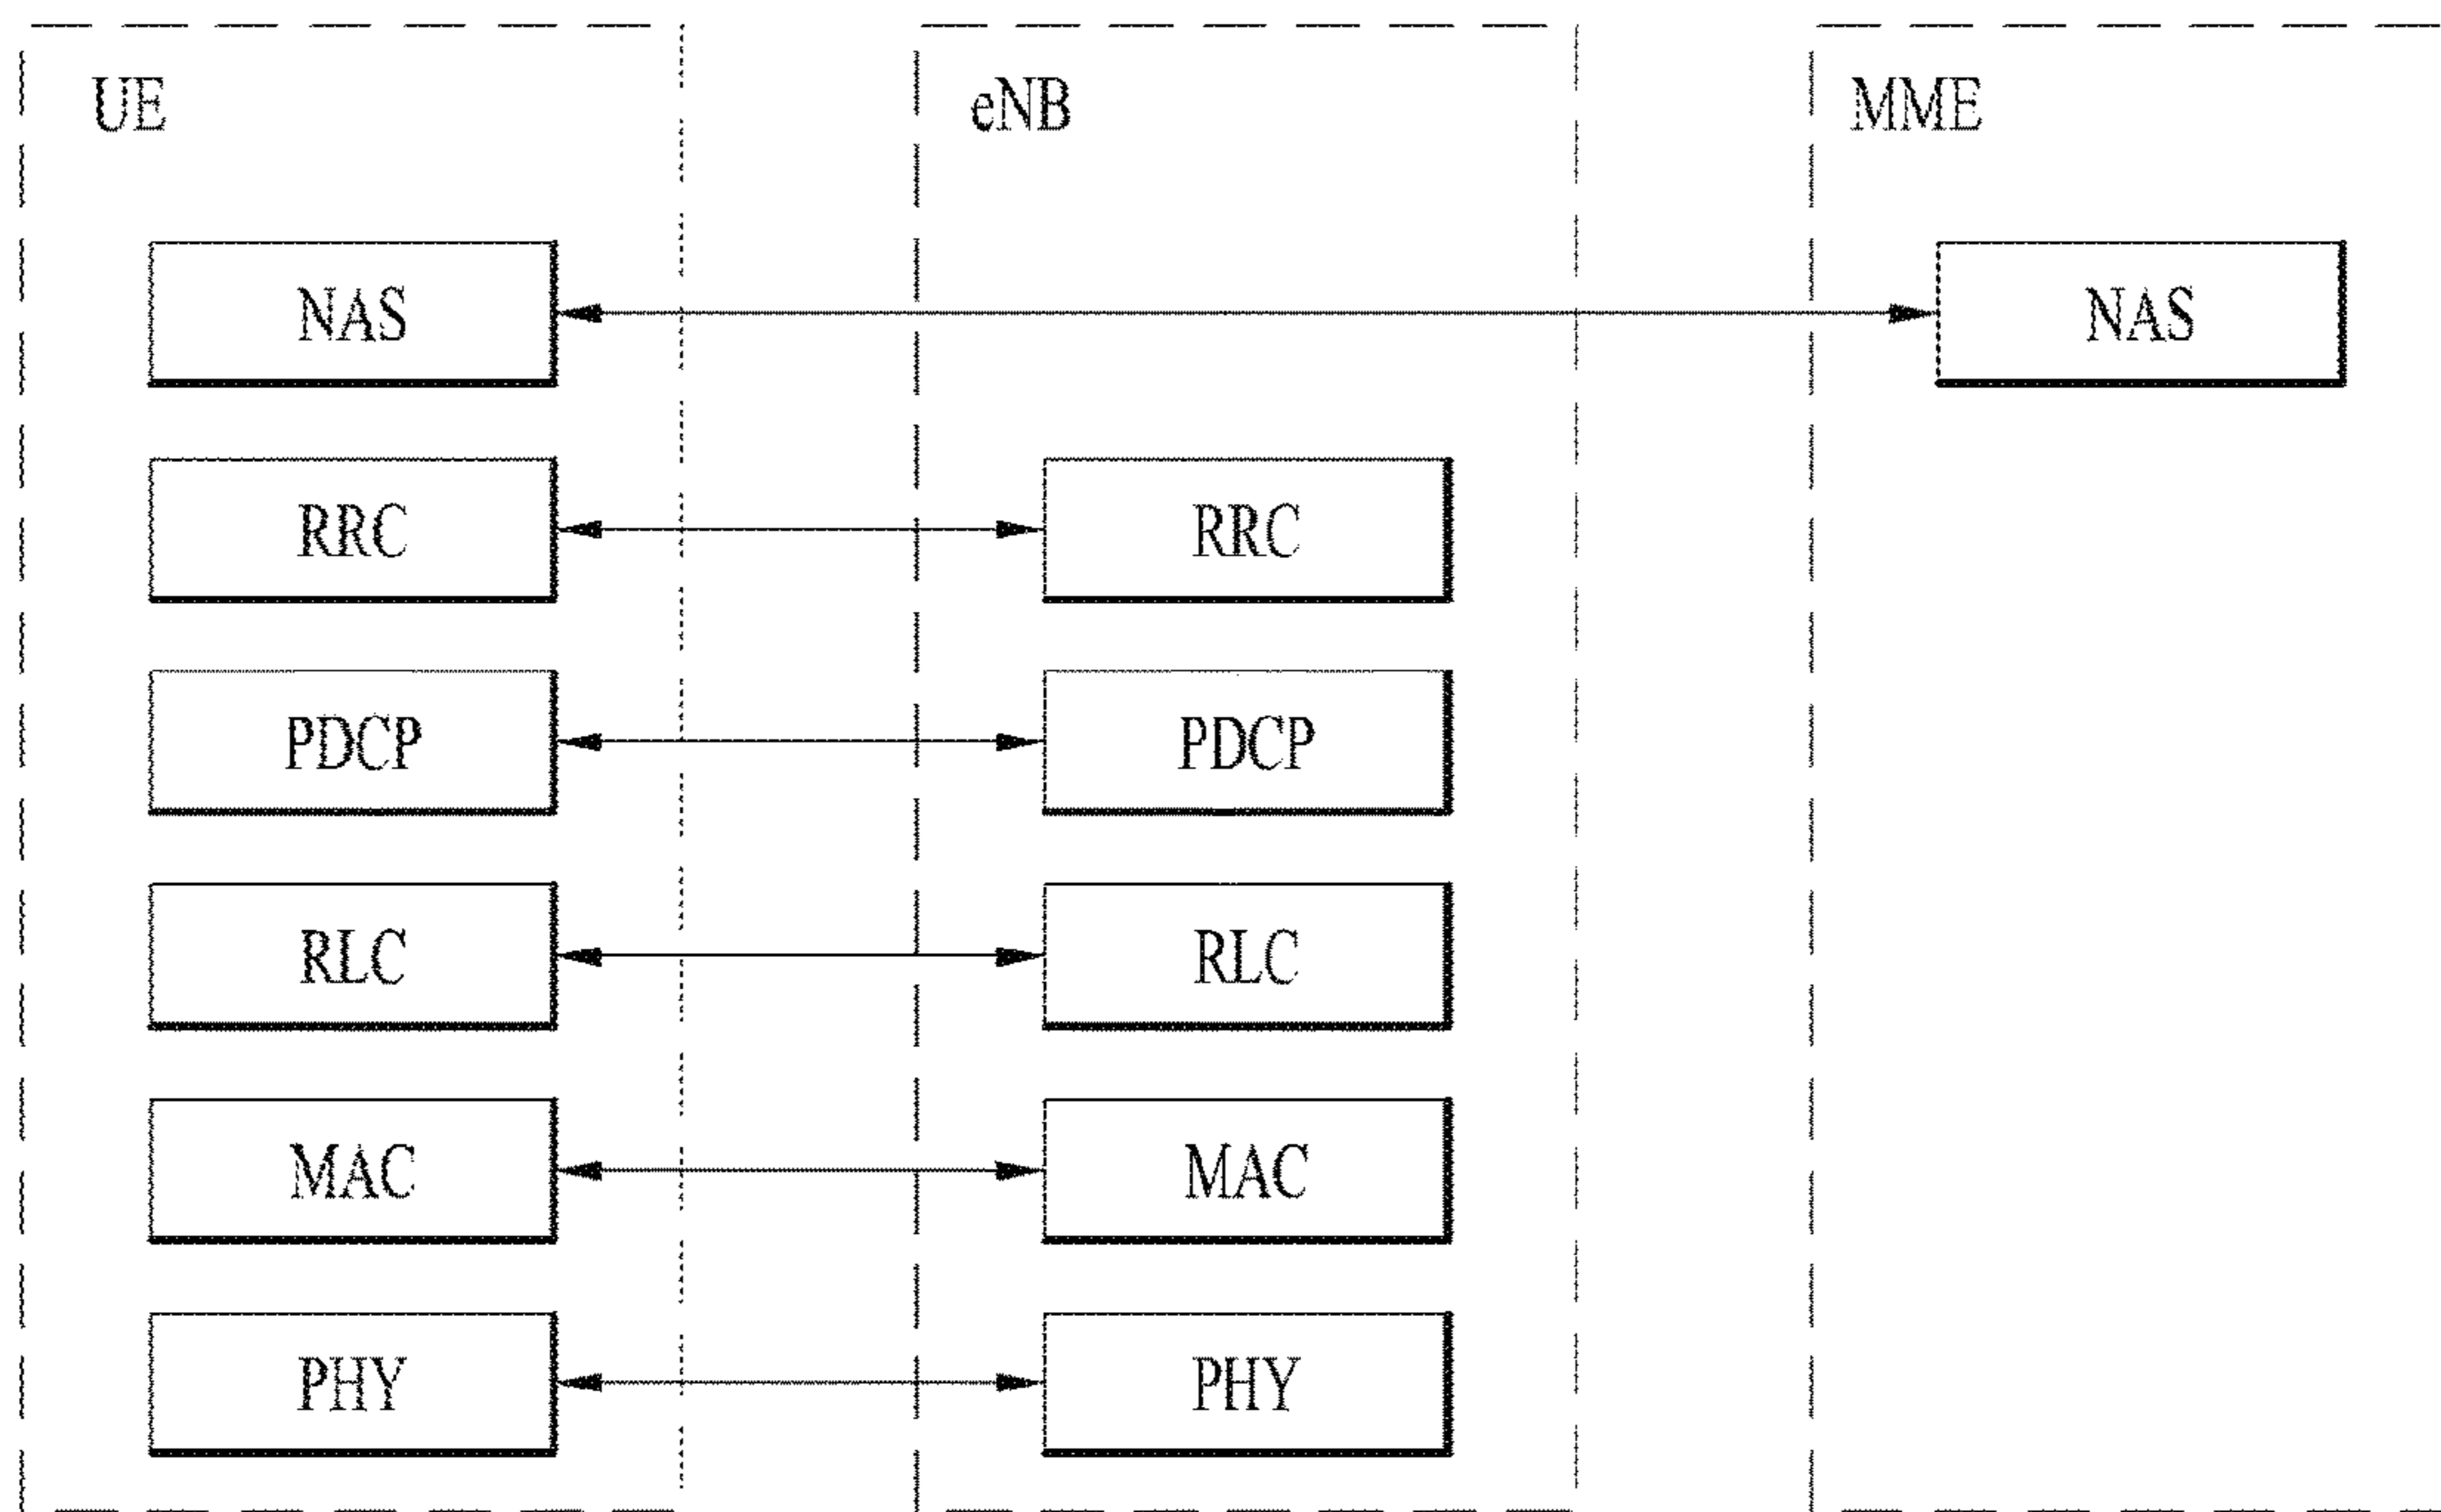 UE eNB MME
NAS NAS
RRC RRC
PDCP PDCP
RLC RLC
MAC MAC
PHY PHY